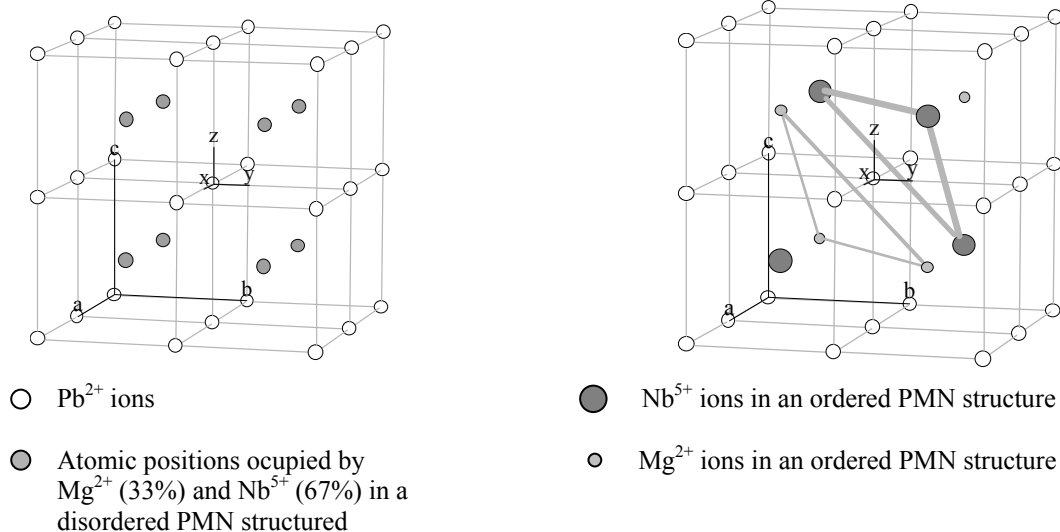 c
z
x
y
a
b
c
z
x
y
a
b
Pb²⁺ ions
Atomic positions ocupied by
Mg²⁺ (33%) and Nb⁵⁺ (67%) in a
disordered PMN structured
Nb⁵⁺ ions in an ordered PMN structure
Mg²⁺ ions in an ordered PMN structure